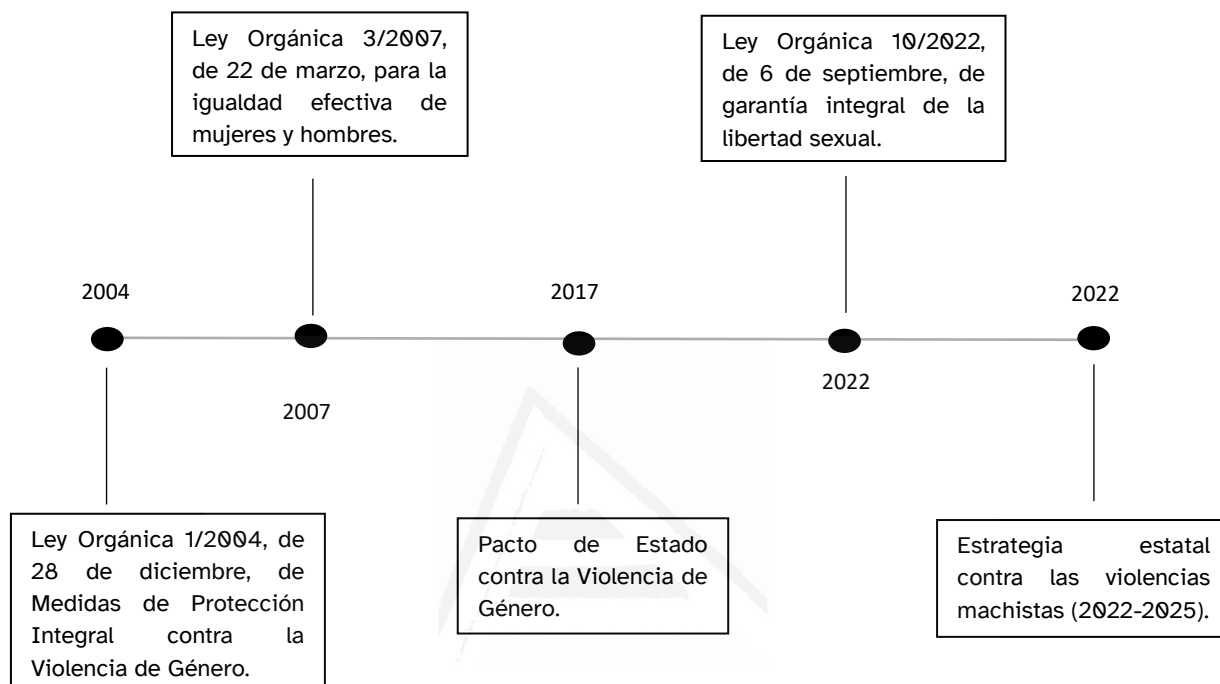 Ley Orgánica 3/2007,
de 22 de marzo, para la
igualdad efectiva de
mujeres y hombres.
Ley Orgánica 10/2022,
de 6 de septiembre, de
garantía integral de la
libertad sexual.
2004
2017
2022
2007
2022
Ley Orgánica 1/2004, de
28 de diciembre, de
Medidas de Protección
Integral contra la
Violencia de Género.
Pacto de Estado
contra la Violencia de
Género.
Estrategia estatal
contra las violencias
machistas (2022-2025).